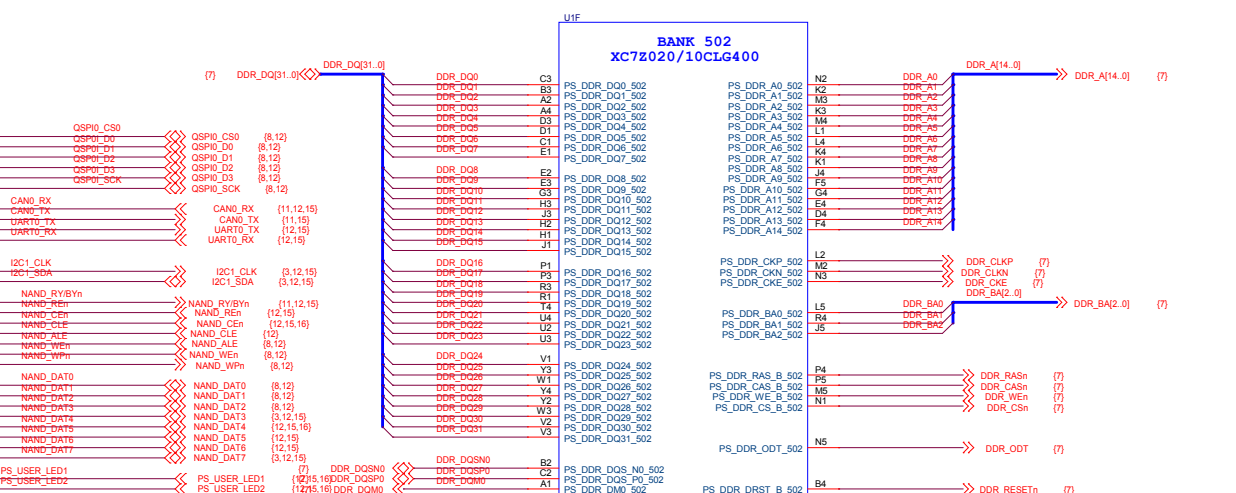 U1F
BANK 502
XC7Z020/10CLG400
{7} DDR_DQ[31..0] DDR_DQ[31..0]
DDR_A[14..0] DDR_A[14..0] {7}
DDR_DQ0 C3 PS_DDR_DQ0_502 PS_DDR_A0_502 N2 DDR_A0
DDR_DQ1 B3 PS_DDR_DQ1_502 PS_DDR_A1_502 K2 DDR_A1
DDR_DQ2 A2 PS_DDR_DQ2_502 PS_DDR_A2_502 M3 DDR_A2
DDR_DQ3 A4 PS_DDR_DQ3_502 PS_DDR_A3_502 K3 DDR_A3
DDR_DQ4 D3 PS_DDR_DQ4_502 PS_DDR_A4_502 M4 DDR_A4
DDR_DQ5 D1 PS_DDR_DQ5_502 PS_DDR_A5_502 L1 DDR_A5
DDR_DQ6 C1 PS_DDR_DQ6_502 PS_DDR_A6_502 L4 DDR_A6
DDR_DQ7 E1 PS_DDR_DQ7_502 PS_DDR_A7_502 K4 DDR_A7
PS_DDR_A8_502 K1 DDR_A8
DDR_DQ8 E2 PS_DDR_DQ8_502 PS_DDR_A9_502 J4 DDR_A9
DDR_DQ9 E3 PS_DDR_DQ9_502 PS_DDR_A10_502 F5 DDR_A10
DDR_DQ10 G3 PS_DDR_DQ10_502 PS_DDR_A11_502 G4 DDR_A11
DDR_DQ11 H3 PS_DDR_DQ11_502 PS_DDR_A12_502 E4 DDR_A12
DDR_DQ12 J3 PS_DDR_DQ12_502 PS_DDR_A13_502 D4 DDR_A13
DDR_DQ13 H2 PS_DDR_DQ13_502 PS_DDR_A14_502 F4 DDR_A14
DDR_DQ14 H1 PS_DDR_DQ14_502
DDR_DQ15 J1 PS_DDR_DQ15_502
DDR_DQ16 P1 PS_DDR_DQ16_502 PS_DDR_CKP_502 L2 DDR_CLKP {7}
DDR_DQ17 P3 PS_DDR_DQ17_502 PS_DDR_CKN_502 M2 DDR_CLKN {7}
DDR_DQ18 R3 PS_DDR_DQ18_502 PS_DDR_CKE_502 N3 DDR_CKE {7}
DDR_DQ19 R1 PS_DDR_DQ19_502 DDR_BA[2..0] DDR_BA[2..0] {7}
DDR_DQ20 T4 PS_DDR_DQ20_502 PS_DDR_BA0_502 L5 DDR_BA0
DDR_DQ21 U4 PS_DDR_DQ21_502 PS_DDR_BA1_502 R4 DDR_BA1
DDR_DQ22 U2 PS_DDR_DQ22_502 PS_DDR_BA2_502 J5 DDR_BA2
DDR_DQ23 U3 PS_DDR_DQ23_502
DDR_DQ24 V1 PS_DDR_DQ24_502
DDR_DQ25 Y3 PS_DDR_DQ25_502 PS_DDR_RAS_B_502 P4 DDR_RASn {7}
DDR_DQ26 W1 PS_DDR_DQ26_502 PS_DDR_CAS_B_502 P5 DDR_CASn {7}
DDR_DQ27 Y4 PS_DDR_DQ27_502 PS_DDR_WE_B_502 M5 DDR_WEn {7}
DDR_DQ28 Y2 PS_DDR_DQ28_502 PS_DDR_CS_B_502 N1 DDR_CSn {7}
DDR_DQ29 W3 PS_DDR_DQ29_502
DDR_DQ30 V2 PS_DDR_DQ30_502
DDR_DQ31 V3 PS_DDR_DQ31_502
PS_DDR_ODT_502 N5 DDR_ODT {7}
{7} DDR_DQSN0 DDR_DQSN0 B2 PS_DDR_DQS_N0_502
DDR_DQSP0 DDR_DQSP0 C2 PS_DDR_DQS_P0_502
DDR_DQM0 DDR_DQM0 A1 PS_DDR_DM0_502
PS_DDR_DRST_B_502 B4 DDR_RESETn {7}
QSPI0_CS0 QSPI0_CS0 {8,12}
QSP0I_D0 QSPI0_D0 {8,12}
QSP0I_D1 QSPI0_D1 {8,12}
QSP0I_D2 QSPI0_D2 {8,12}
QSP0I_D3 QSPI0_D3 {8,12}
QSP0I_SCK QSPI0_SCK {8,12}
CAN0_RX CAN0_RX {11,12,15}
CAN0_TX CAN0_TX {11,15}
UART0_TX UART0_TX {12,15}
UART0_RX UART0_RX {12,15}
I2C1_CLK I2C1_CLK {3,12,15}
I2C1_SDA I2C1_SDA {3,12,15}
NAND_RY/BYn NAND_RY/BYn {11,12,15}
NAND_REn NAND_REn {12,15}
NAND_CEn NAND_CEn {12,15,16}
NAND_CLE NAND_CLE {12}
NAND_ALE NAND_ALE {8,12}
NAND_WEn NAND_WEn {8,12}
NAND_WPn NAND_WPn {8,12}
NAND_DAT0 NAND_DAT0 {8,12}
NAND_DAT1 NAND_DAT1 {8,12}
NAND_DAT2 NAND_DAT2 {8,12}
NAND_DAT3 NAND_DAT3 {3,12,15}
NAND_DAT4 NAND_DAT4 {12,15,16}
NAND_DAT5 NAND_DAT5 {12,15}
NAND_DAT6 NAND_DAT6 {12,15}
NAND_DAT7 NAND_DAT7 {3,12,15}
PS_USER_LED1 PS_USER_LED1
PS_USER_LED2 PS_USER_LED2